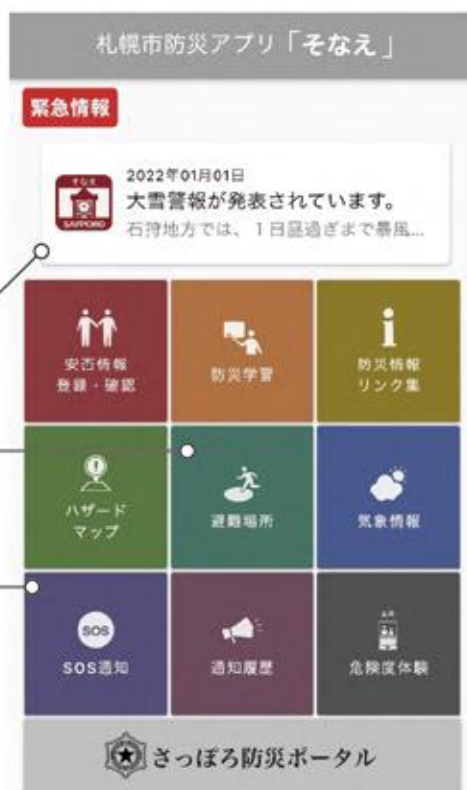 札幌市防災アプリ「そなえ」
緊急情報
そなえ
SAPPORO
2022年01月01日
大雪警報が発表されています。
石狩地方では、1日昼過ぎまで暴風...
安否情報
登録・確認
防災学習
防災情報
リンク集
ハザード
マップ
避難場所
気象情報
SOS
SOS通知
通知履歴
危険度体験
さっぽろ防災ポータル